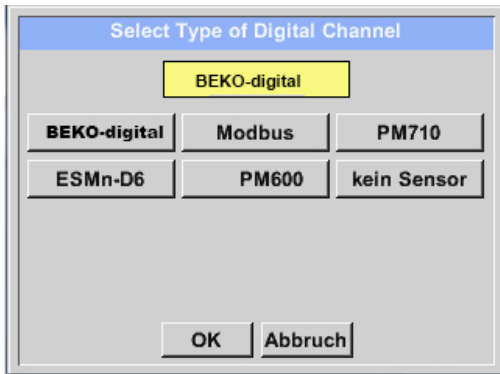 Select Type of Digital Channel
BEKO-digital
BEKO-digital Modbus PM710
ESMn-D6 PM600 kein Sensor
OK Abbruch